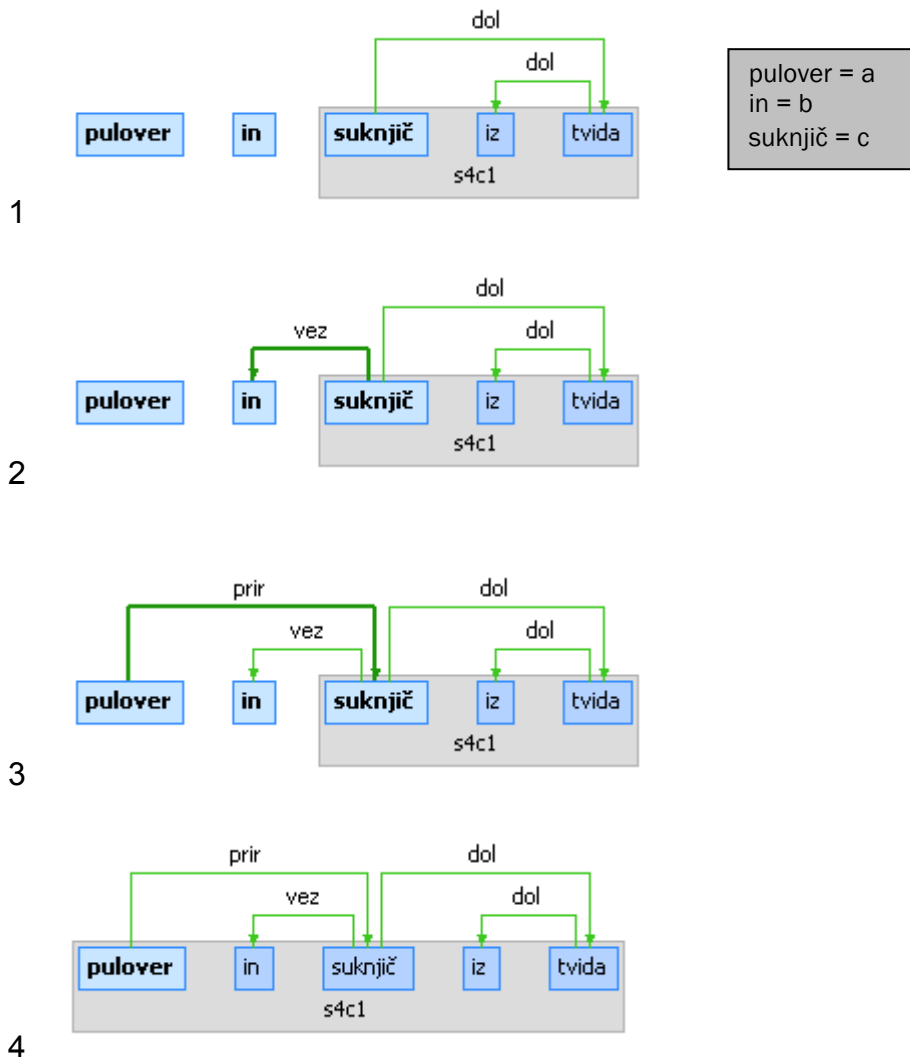 dol
dol
pulover in suknjič iz tvida
s4c1
1
pulover = a
in = b
suknjič = c
dol
vez dol
pulover in suknjič iz tvida
s4c1
2
prir dol
vez dol
pulover in suknjič iz tvida
s4c1
3
prir dol
vez dol
pulover in suknjič iz tvida
s4c1
4